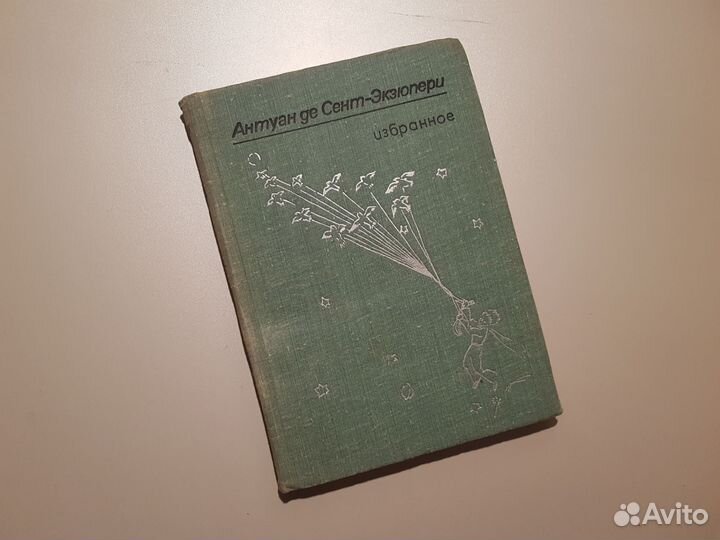 Антуан де Сент-Экзюпери
избранное
Avito